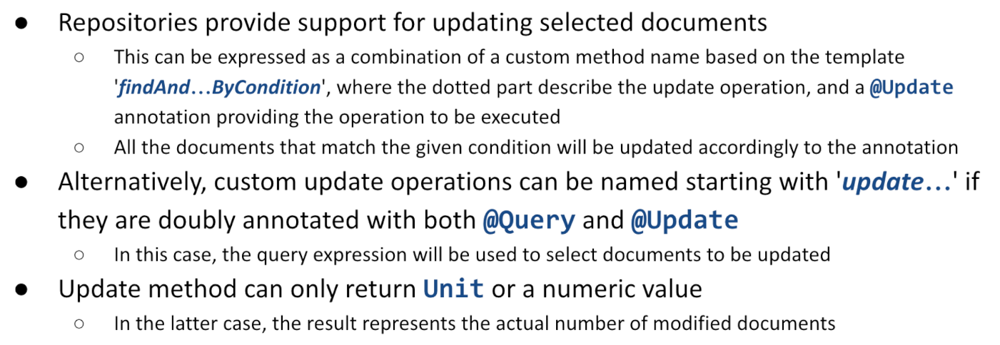 ● Repositories provide support for updating selected documents
○ This can be expressed as a combination of a custom method name based on the template
'findAnd...ByCondition', where the dotted part describe the update operation, and a @Update
annotation providing the operation to be executed
○ All the documents that match the given condition will be updated accordingly to the annotation
● Alternatively, custom update operations can be named starting with 'update...' if
they are doubly annotated with both @Query and @Update
○ In this case, the query expression will be used to select documents to be updated
● Update method can only return Unit or a numeric value
○ In the latter case, the result represents the actual number of modified documents